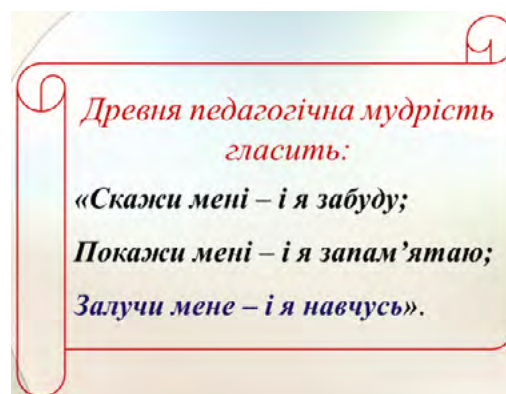 Древня педагогічна мудрість
гласить:
«Скажи мені – і я забуду;
Покажи мені – і я запам’ятаю;
Залучи мене – і я навчусь».